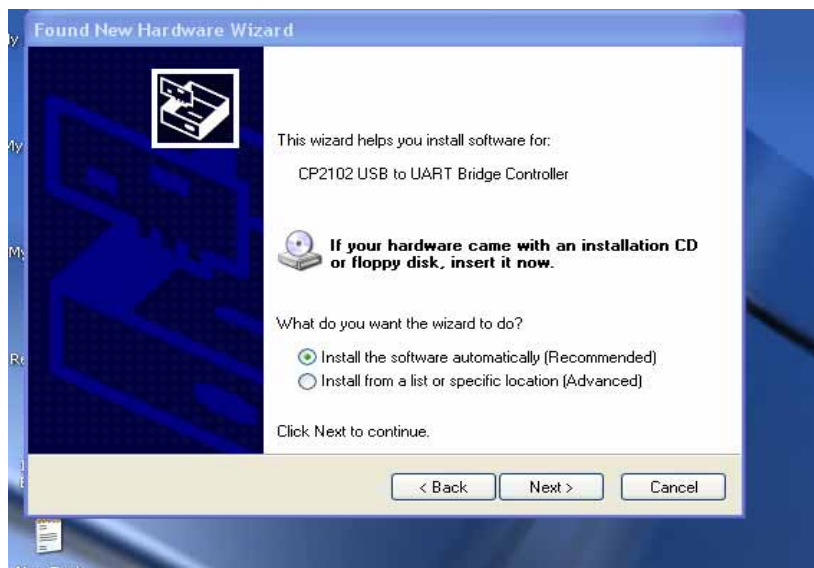 Found New Hardware Wizard
This wizard helps you install software for:
CP2102 USB to UART Bridge Controller
If your hardware came with an installation CD
or floppy disk, insert it now.
What do you want the wizard to do?
Install the software automatically (Recommended)
Install from a list or specific location (Advanced)
Click Next to continue.
< Back
Next >
Cancel